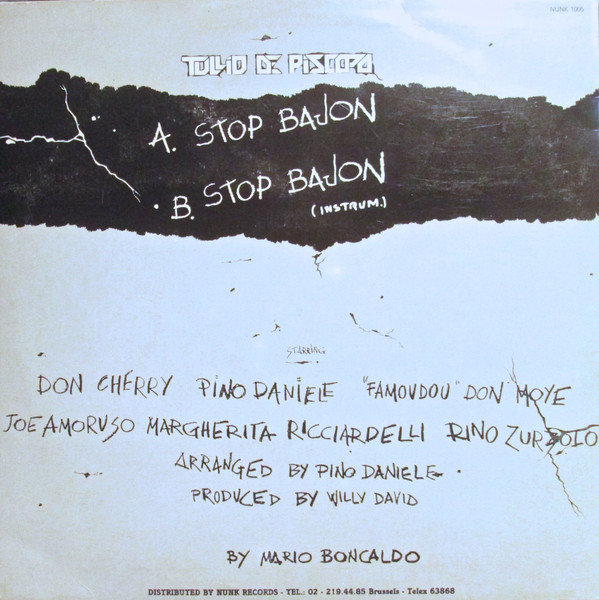 NUNK 1006
TULLIO DE PISCOPO
A. STOP BAJON
B. STOP BAJON
(INSTRUM.)
STARRING
DON CHERRY PINO DANIELE "FAMOUDOU" DON MOYE
JOE AMORUSO MARGHERITA RICCIARDELLI RINO ZURZOLO
ARRANGED BY PINO DANIELE.
PRODUCED BY WILLY DAVID
BY MARIO BONCALDO
DISTRIBUTED BY NUNK RECORDS - TEL.: 02 - 219.44.85 Brussels - Telex 63868